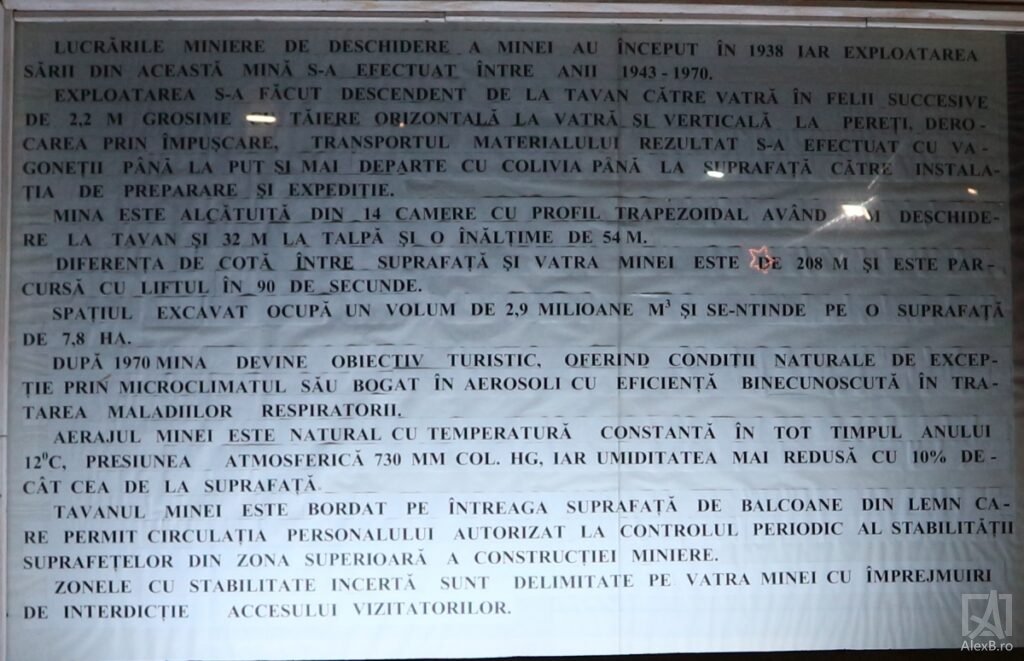 LUCRĂRILE MINIERE DE DESCHIDERE A MINEI AU ÎNCEPUT ÎN 1938 IAR EXPLOATAREA
SĂRII DIN ACEASTĂ MINĂ S-A EFECTUAT ÎNTRE ANII 1943 - 1970.
EXPLOATAREA S-A FĂCUT DESCENDENT DE LA TAVAN CĂTRE VATRĂ ÎN FELII SUCCESIVE
DE 2,2 M GROSIME TĂIERE ORIZONTALĂ LA VATRĂ ȘI VERTICALĂ LA PEREȚI. DERO-
CAREA PRIN ÎMPUȘCARE, TRANSPORTUL MATERIALULUI REZULTAT S-A EFECTUAT CU VA-
GONEȚII PÂNĂ LA PUȚ ȘI MAI DEPARTE CU COLIVIA PÂNĂ LA SUPRAFAȚĂ CĂTRE INSTALA-
ȚIA DE PREPARARE ȘI EXPEDIȚIE.
MINA ESTE ALCĂTUITĂ DIN 14 CAMERE CU PROFIL TRAPEZOIDAL AVÂND DESCHIDE-
RE LA TAVAN ȘI 32 M LA TALPĂ ȘI O ÎNĂLȚIME DE 54 M.
DIFERENȚA DE COTĂ ÎNTRE SUPRAFAȚĂ ȘI VATRA MINEI ESTE DE 208 M ȘI ESTE PAR-
CURSĂ CU LIFTUL ÎN 90 DE SECUNDE.
SPAȚIUL EXCAVAT OCUPĂ UN VOLUM DE 2,9 MILIOANE M³ ȘI SE-NTINDE PE O SUPRAFAȚĂ
DE 7,8 HA.
DUPĂ 1970 MINA DEVINE OBIECTIV TURISTIC, OFERIND CONDIȚII NATURALE DE EXCEP-
ȚIE PRIN MICROCLIMATUL SĂU BOGAT ÎN AEROSOLI CU EFICIENȚĂ BINECUNOSCUTĂ ÎN TRA-
TAREA MALADIILOR RESPIRATORII.
AERAJUL MINEI ESTE NATURAL CU TEMPERATURĂ CONSTANTĂ ÎN TOT TIMPUL ANULUI
12⁰C, PRESIUNEA ATMOSFERICĂ 730 MM COL. HG, IAR UMIDITATEA MAI REDUSĂ CU 10% DE-
CÂT CEA DE LA SUPRAFAȚĂ.
TAVANUL MINEI ESTE BORDAT PE ÎNTREAGA SUPRAFAȚĂ DE BALCOANE DIN LEMN CA-
RE PERMIT CIRCULAȚIA PERSONALULUI AUTORIZAT LA CONTROLUL PERIODIC AL STABILITĂȚII
SUPRAFEȚELOR DIN ZONA SUPERIOARĂ A CONSTRUCȚIEI MINIERE.
ZONELE CU STABILITATE INCERTĂ SUNT DELIMITATE PE VATRA MINEI CU ÎMPREJMUIRI
DE INTERDICȚIE ACCESULUI VIZITATORILOR.
AlexB.ro